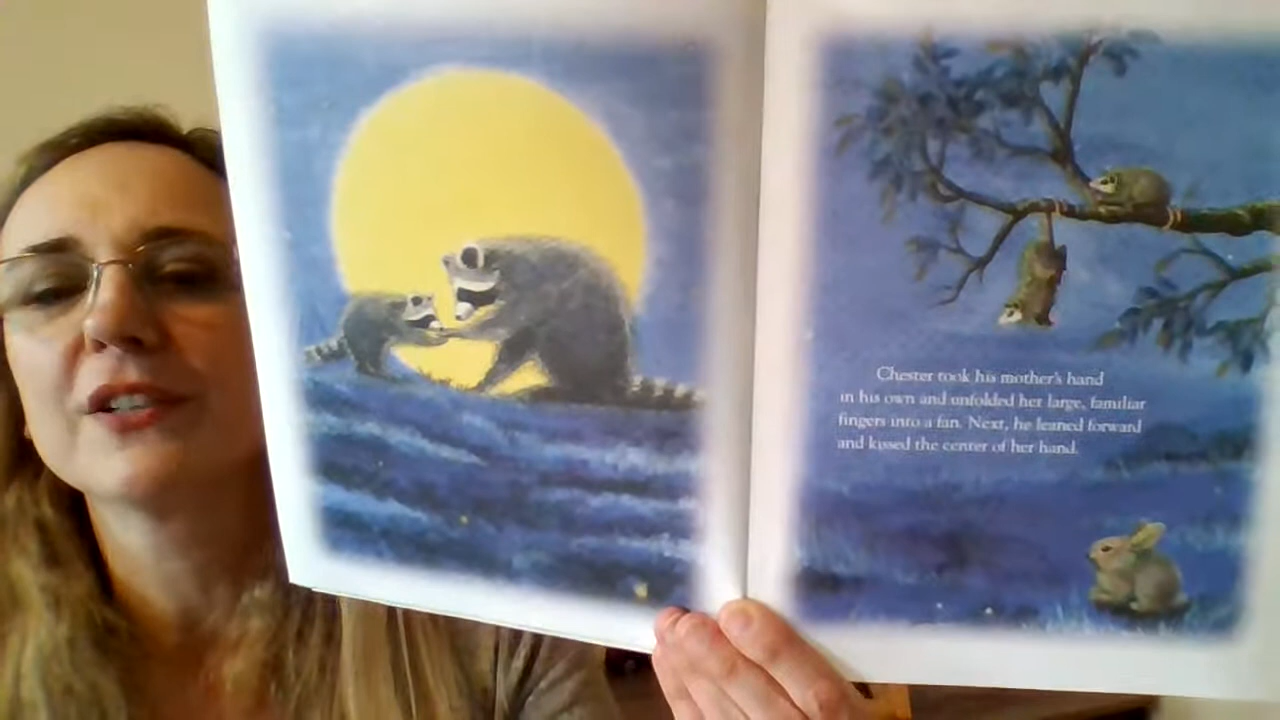 Chester took his mother's hand
in his own and unfolded her large, familiar
fingers into a fan. Next, he leaned forward
and kissed the center of her hand.